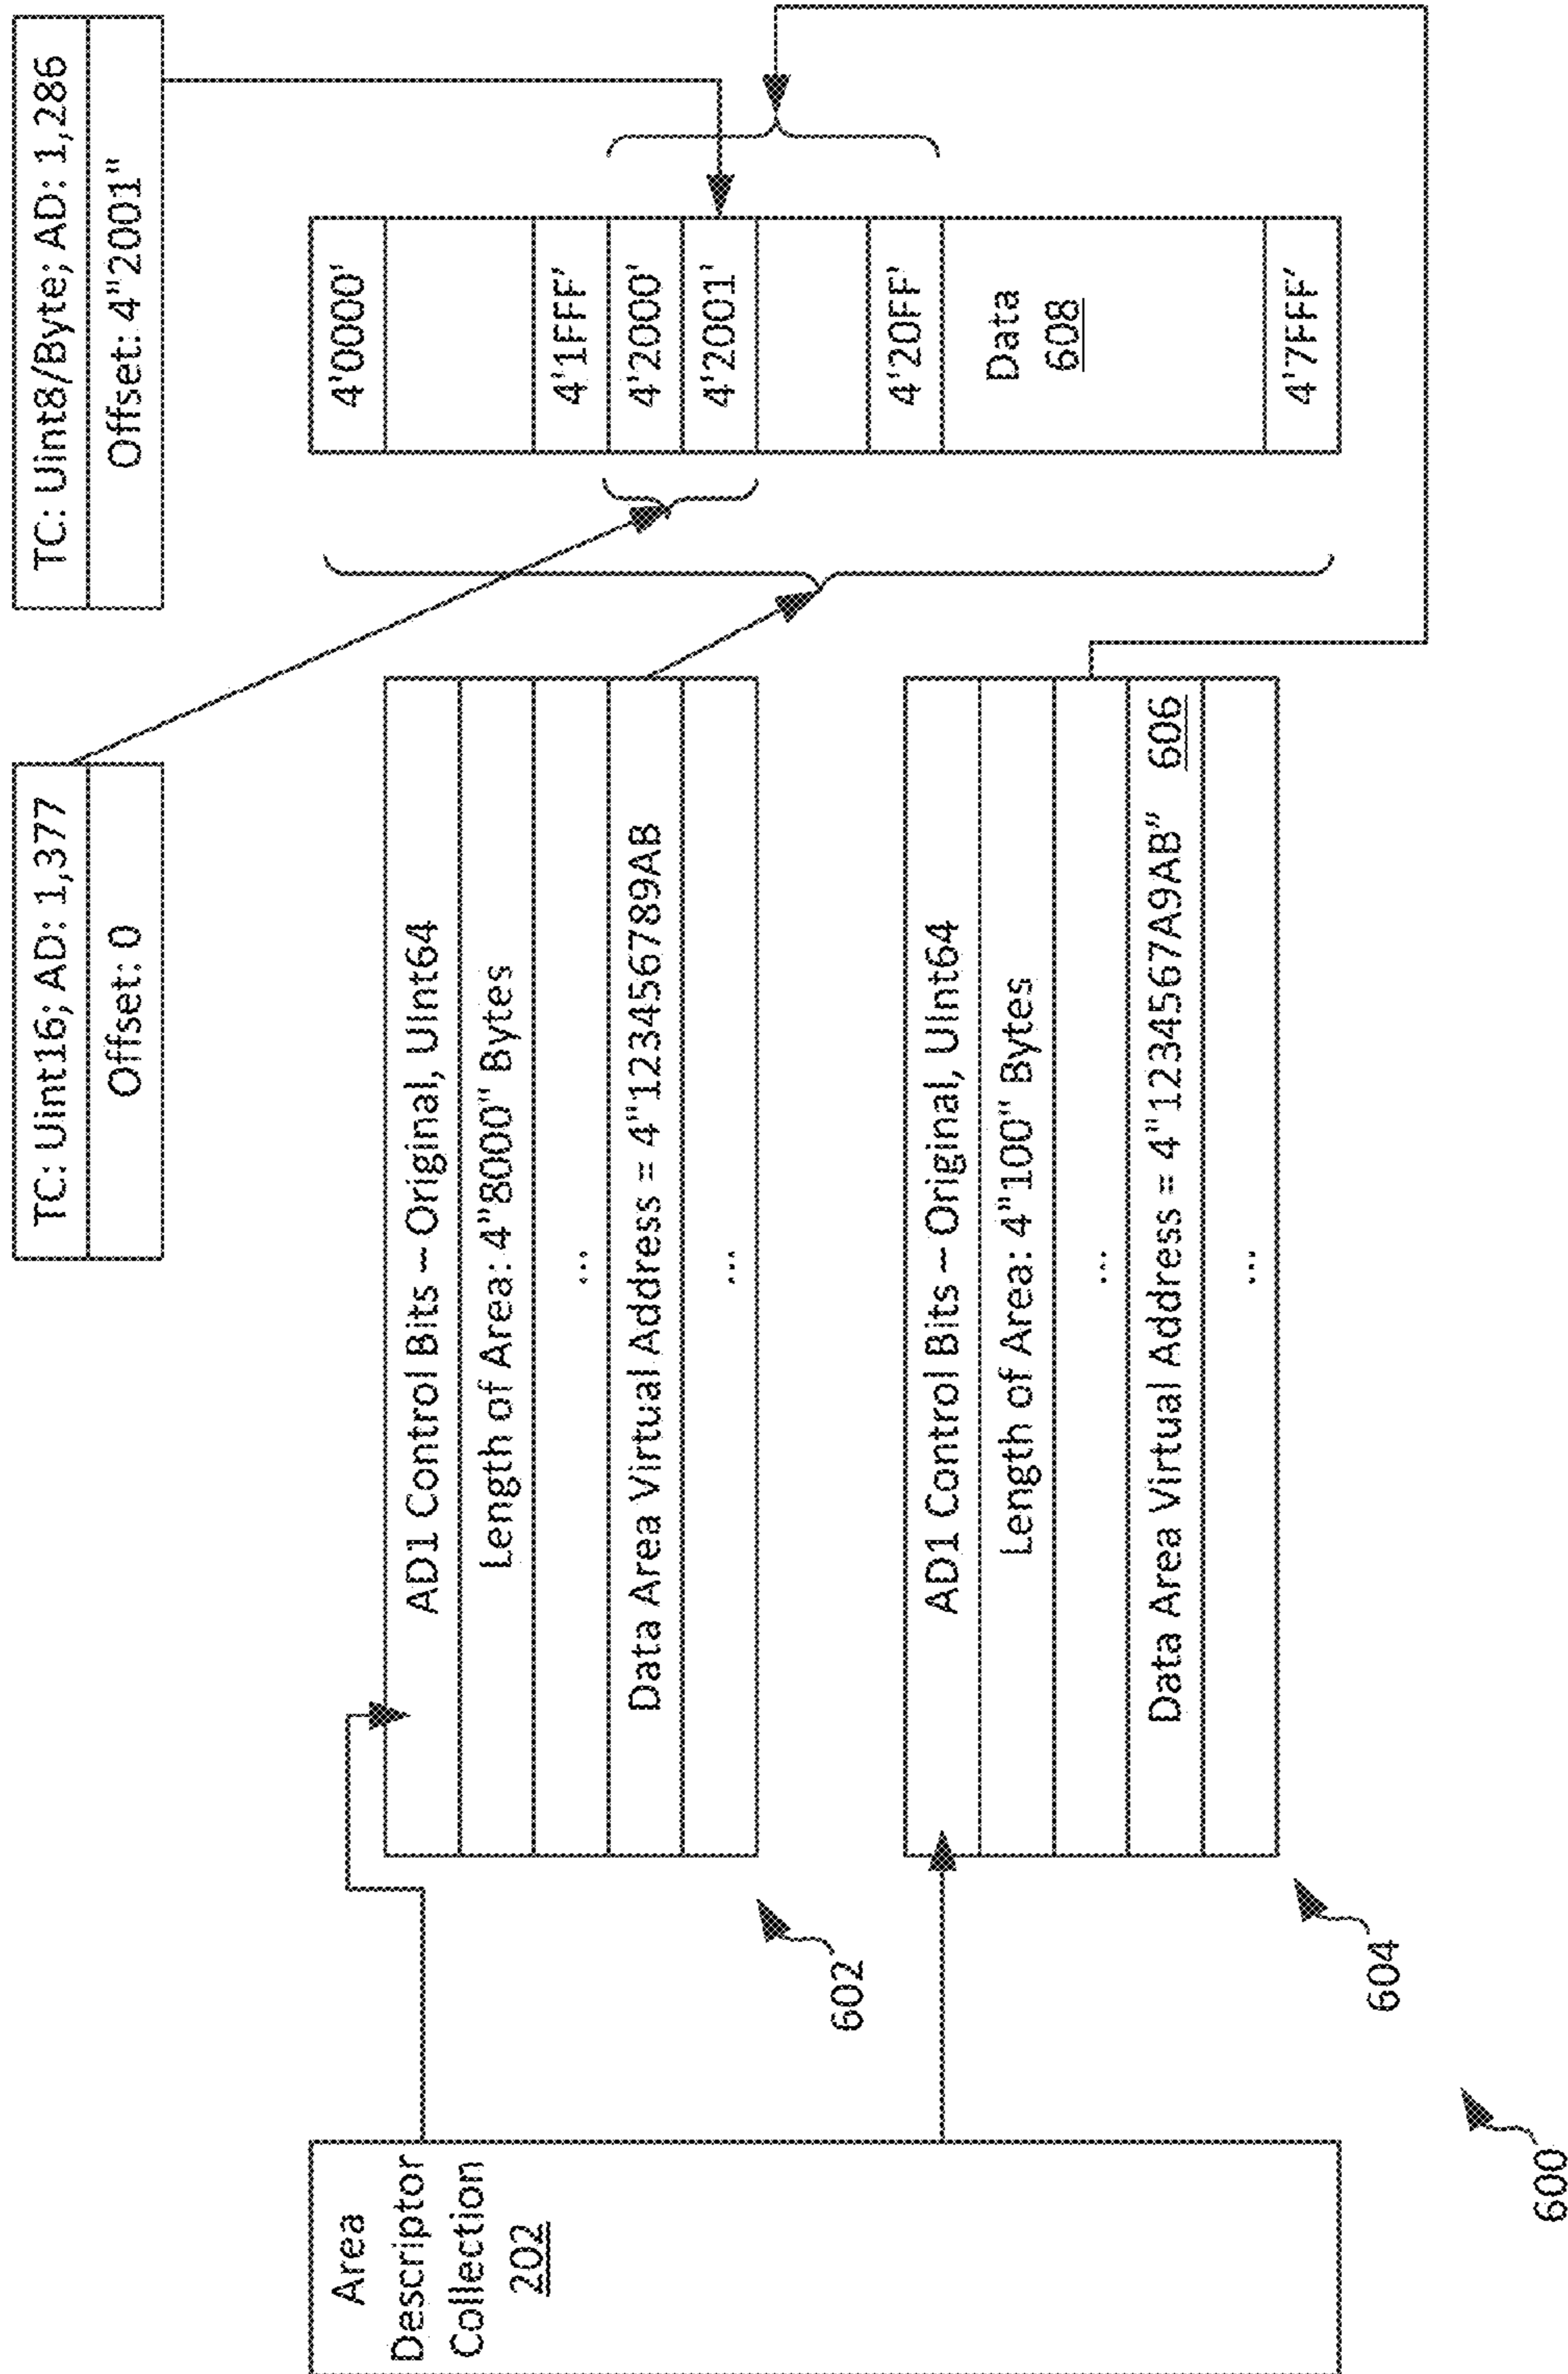 TC: Uint16; AD: 1,377
Offset: 0
TC: Uint8/Byte; AD: 1,286
Offset: 4"2001"
Area
Descriptor
Collection
202
AD1 Control Bits – Original, UInt64
Length of Area: 4"8000" Bytes
...
Data Area Virtual Address = 4"123456789AB
...
602
AD1 Control Bits – Original, UInt64
Length of Area: 4"100" Bytes
...
Data Area Virtual Address = 4"1234567A9AB" 606
...
604
4'0000'
4'1FFF'
4'2000'
4'2001'
4'20FF'
Data
608
4'7FFF'
600